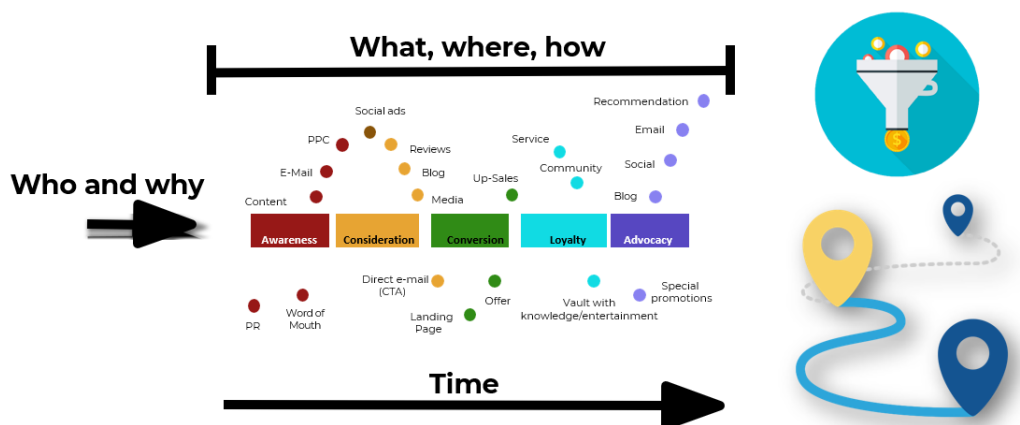 What, where, how
Recommendation
Social ads
Email
PPC
Service
Reviews
Community
Social
E-Mail
Blog
Up-Sales
Content
Media
Blog
Who and why
Awareness
Consideration
Conversion
Loyalty
Advocacy
Direct e-mail
(CTA)
Offer
Vault with
knowledge/entertainment
Special
promotions
PR
Word of
Mouth
Landing
Page
Time
$